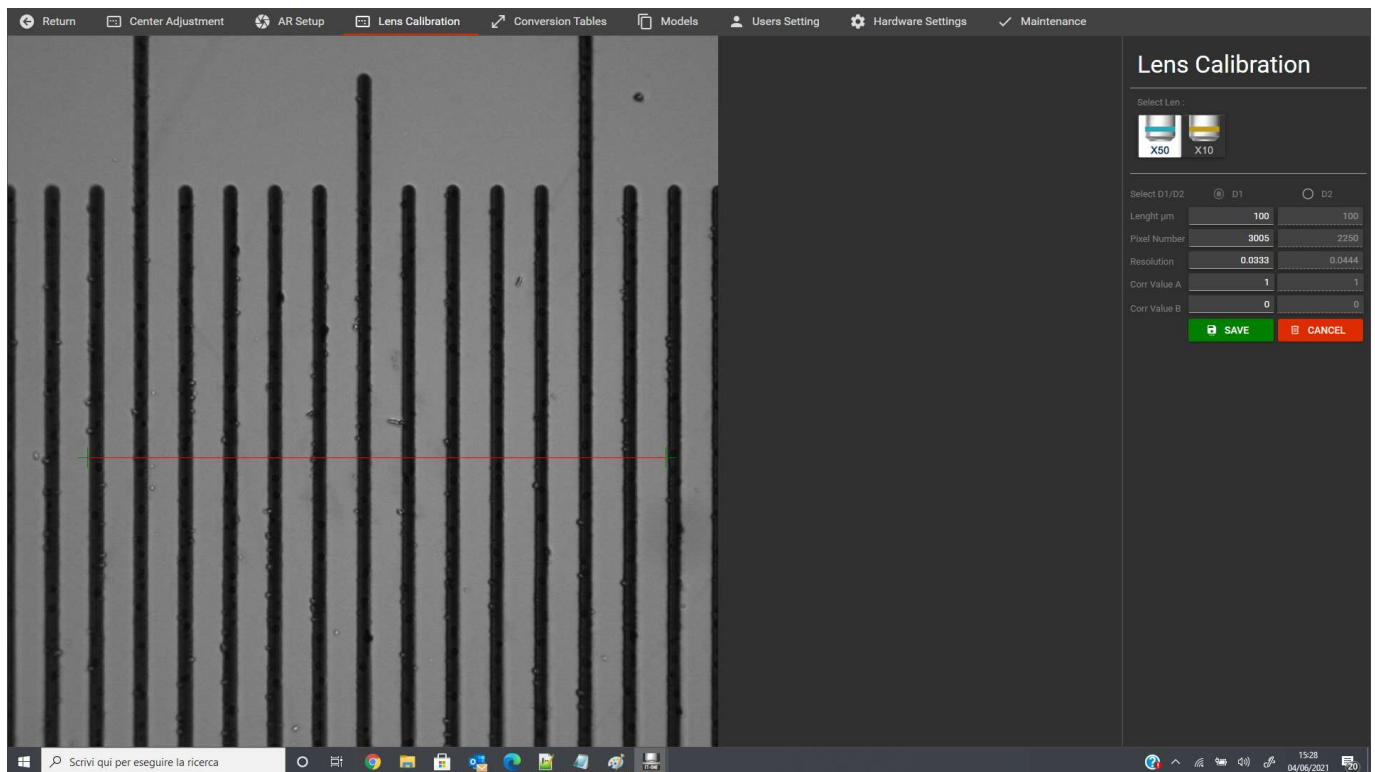 Return Center Adjustment AR Setup Lens Calibration Conversion Tables Models Users Setting Hardware Settings Maintenance
Lens Calibration
Select Len :
X50 X10
Select D1/D2 D1 D2
Lenght µm 100 100
Pixel Number 3005 2250
Resolution 0.0333 0.0444
Corr Value A 1 1
Corr Value B 0 0
SAVE CANCEL
Scrivi qui per eseguire la ricerca
15:28
04/06/2021
20